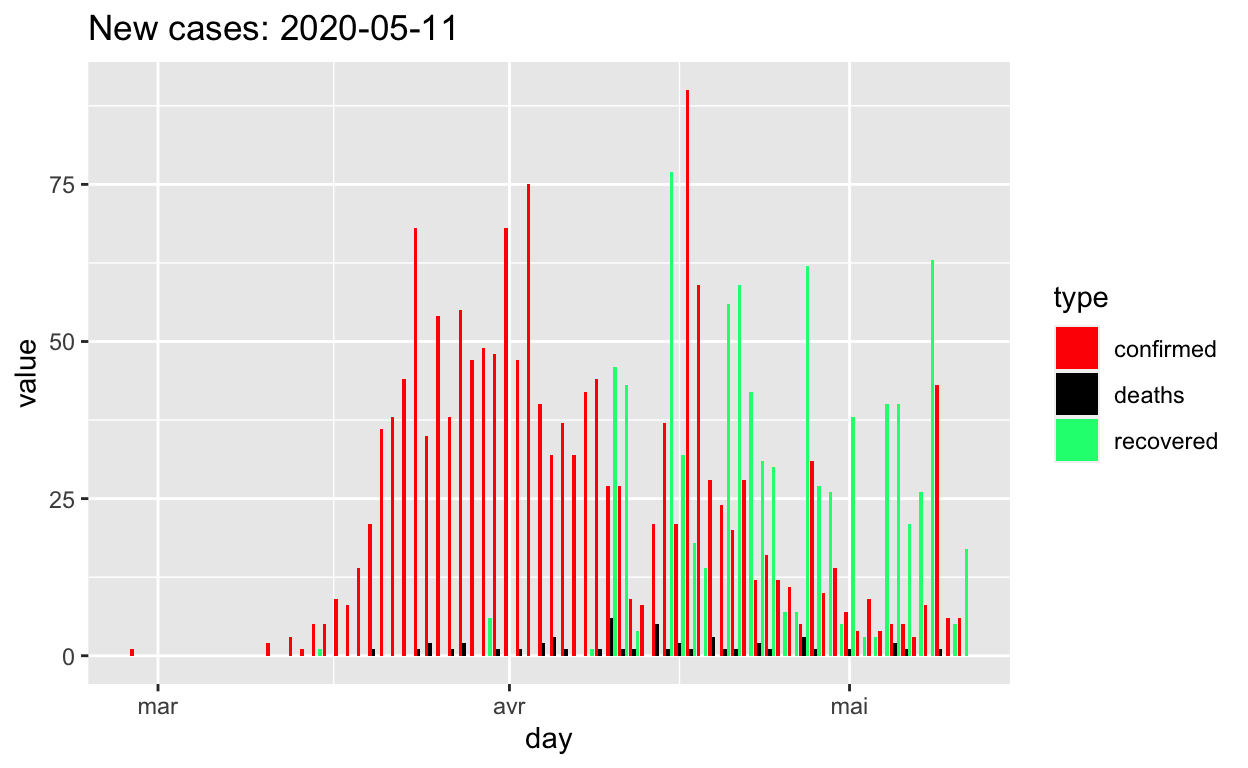 New cases: 2020-05-11
75
50
25
0
value
mar
avr
mai
day
type
confirmed
deaths
recovered